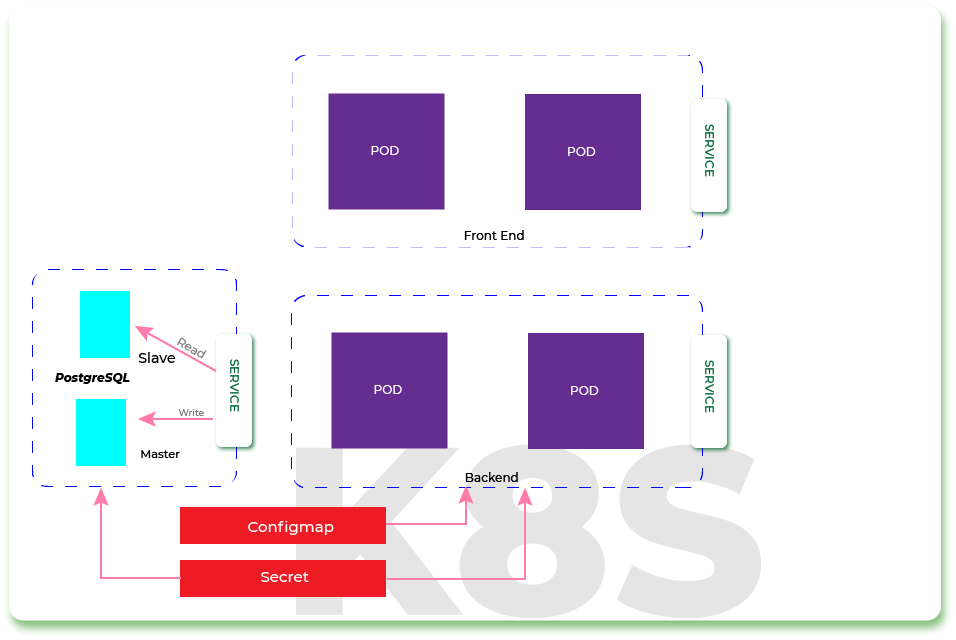 POD
POD
SERVICE
Front End
Slave
Read
PostgreSQL
Write
Master
SERVICE
POD
POD
SERVICE
Backend
K8S
Configmap
Secret